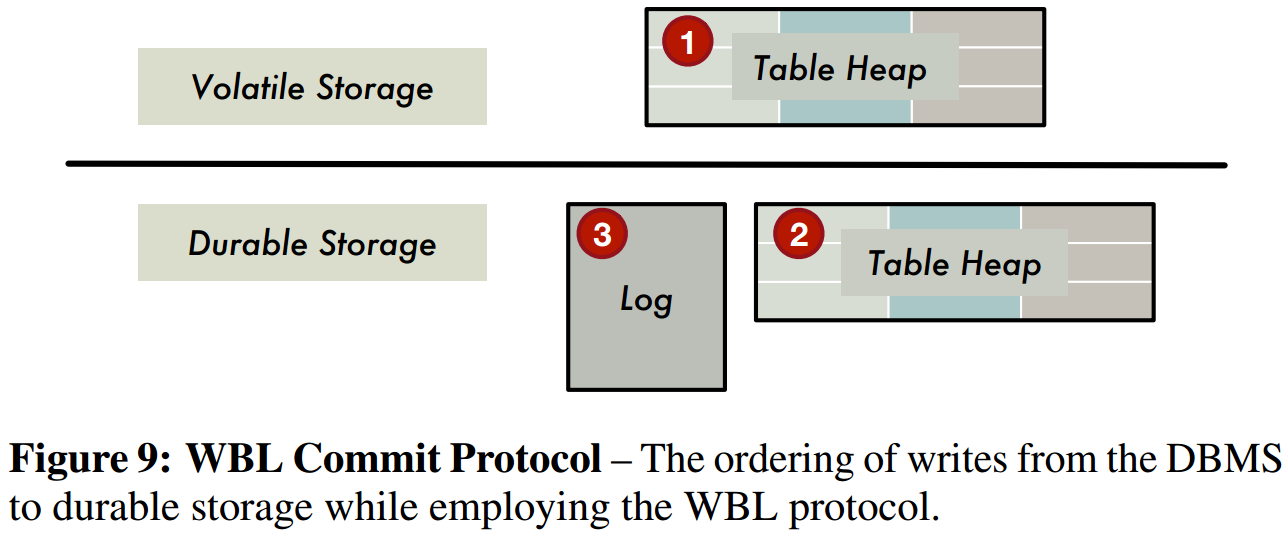 1
Table Heap
Volatile Storage
Durable Storage
3
Log
2
Table Heap
Figure 9: WBL Commit Protocol – The ordering of writes from the DBMS
to durable storage while employing the WBL protocol.